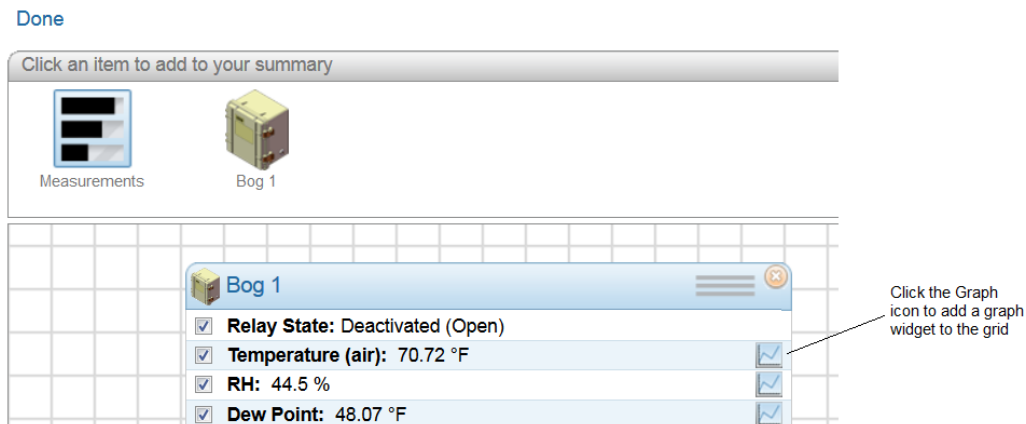 Done
Click an item to add to your summary
Measurements
Bog 1
Bog 1
Relay State: Deactivated (Open)
Temperature (air): 70.72 °F
RH: 44.5 %
Dew Point: 48.07 °F
Click the Graph
icon to add a graph
widget to the grid